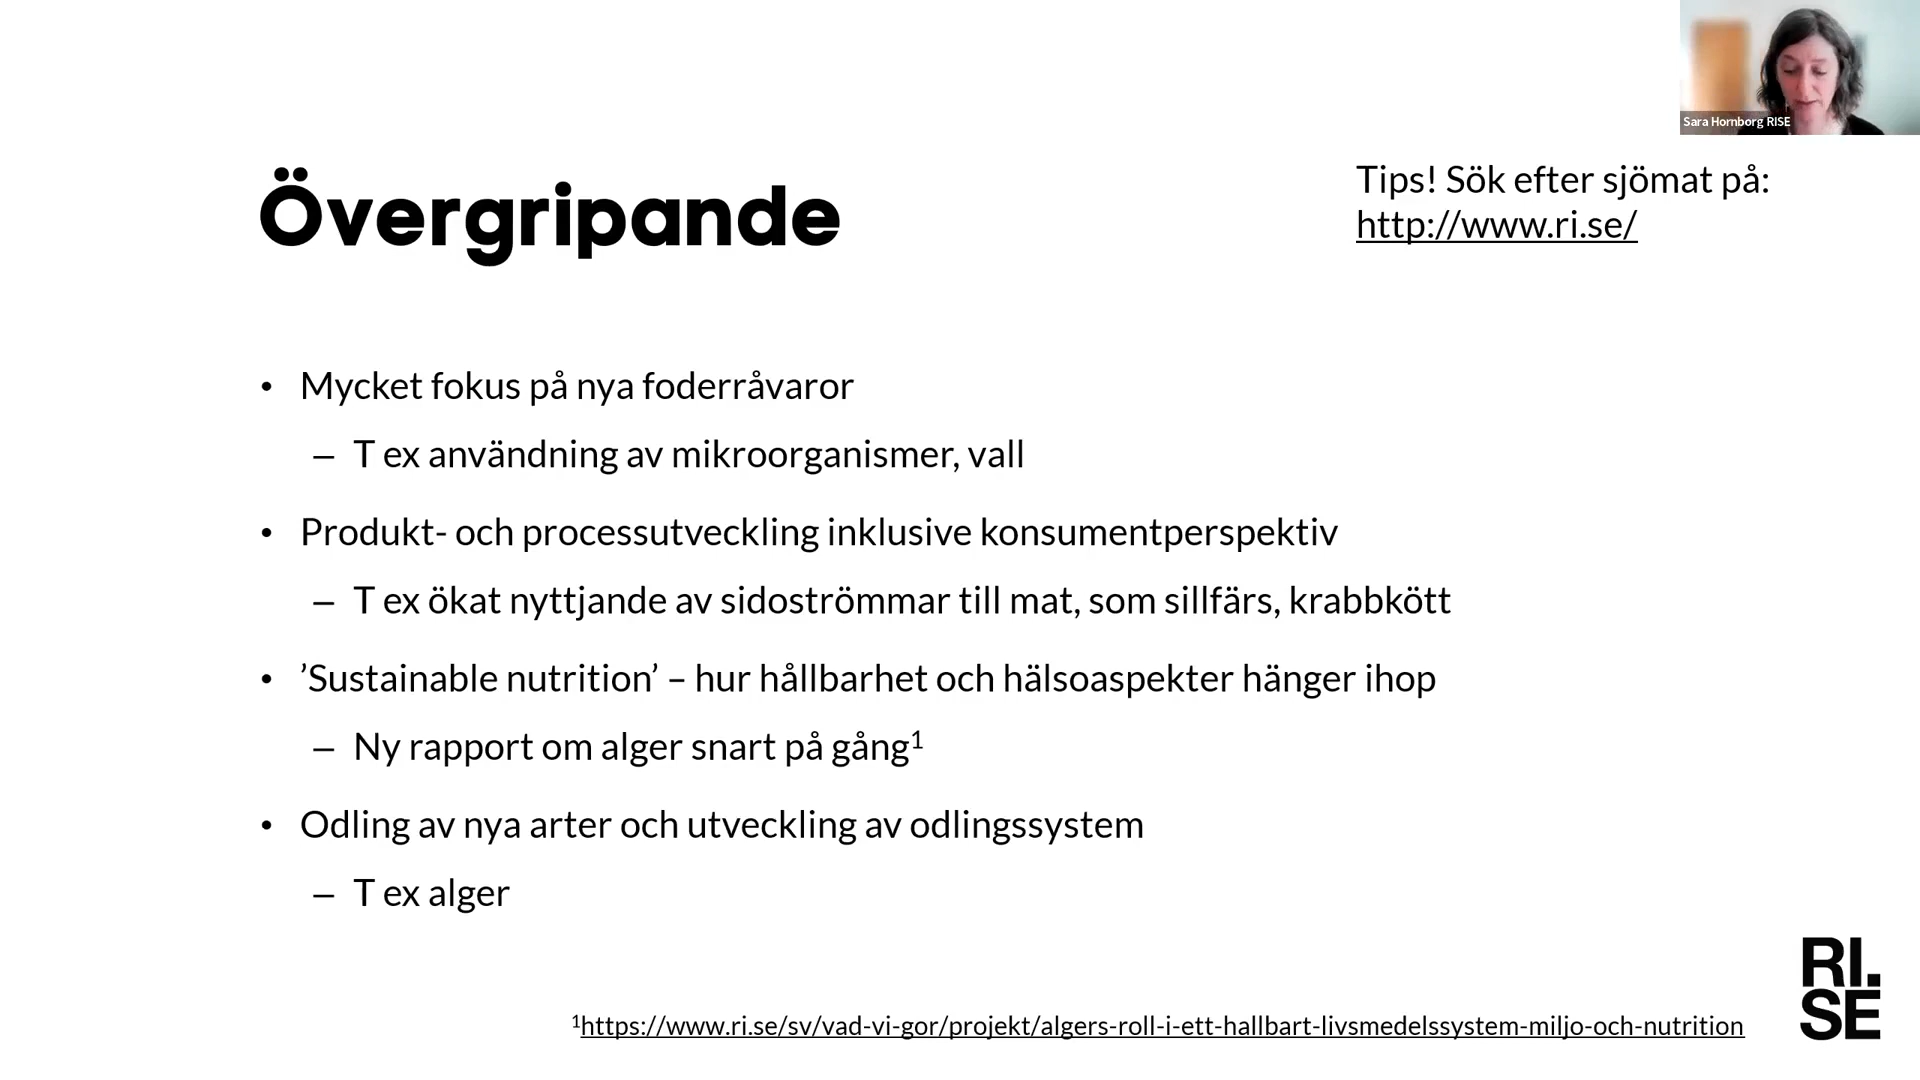 Sara Hornborg RISE
Tips! Sök efter sjömat på:
http://www.ri.se/
Övergripande
• Mycket fokus på nya foderråvaror
– T ex användning av mikroorganismer, vall
• Produkt- och processutveckling inklusive konsumentperspektiv
– T ex ökat nyttjande av sidoströmmar till mat, som sillfärs, krabbkött
• ’Sustainable nutrition’ – hur hållbarhet och hälsoaspekter hänger ihop
– Ny rapport om alger snart på gång¹
• Odling av nya arter och utveckling av odlingssystem
– T ex alger
¹https://www.ri.se/sv/vad-vi-gor/projekt/algers-roll-i-ett-hallbart-livsmedelssystem-miljo-och-nutrition
RI.
SE